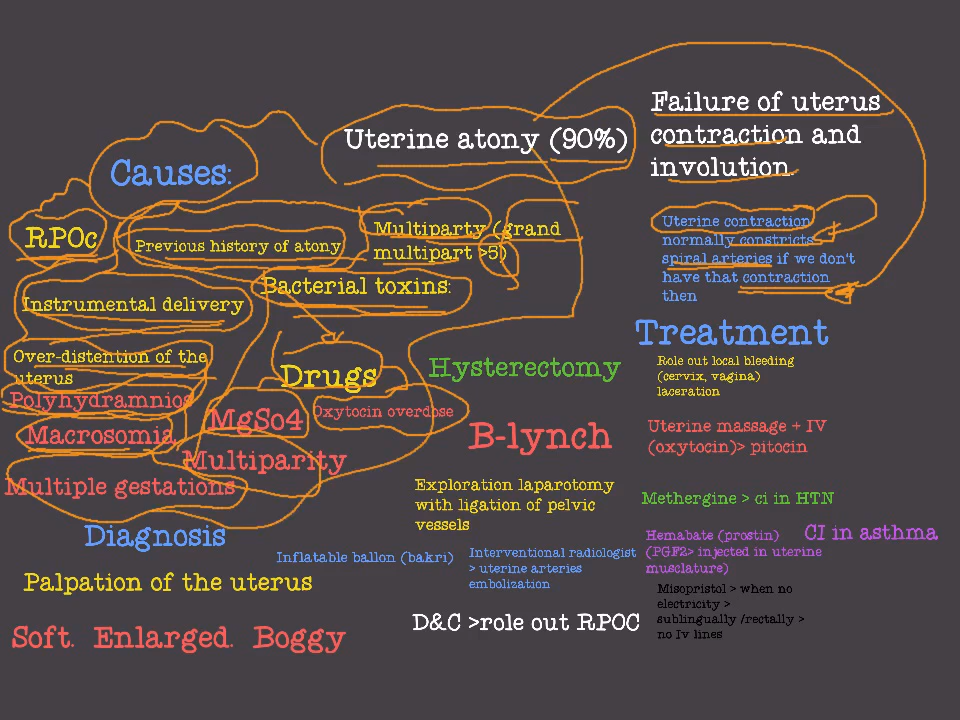 Uterine atony (90%)
Failure of uterus
contraction and
involution.
Uterine contraction
normally constricts
spiral arteries if we don't
have that contraction
then
Causes:
RPOc
Previous history of atony
Multiparty (grand
multipart >5)
Bacterial toxins:
Instrumental delivery
Over-distention of the
uterus
Polyhydramnios
Macrosomia
Multiple gestations
Drugs
MgSo4
Oxytocin overdose
Multiparity
Diagnosis
Palpation of the uterus
Soft. Enlarged. Boggy
Treatment
Role out local bleeding
(cervix, vagina)
laceration
Uterine massage + IV
(oxytocin)> pitocin
Methergine > ci in HTN
Hemabate (prostin)
(PGF2> injected in uterine
musclature)
CI in asthma
Misopristol > when no
electricity >
sublingually /rectally >
no Iv lines
Hysterectomy
B-lynch
Exploration laparotomy
with ligation of pelvic
vessels
Inflatable ballon (bakri)
Interventional radiologist
> uterine arteries
embolization
D&C >role out RPOC